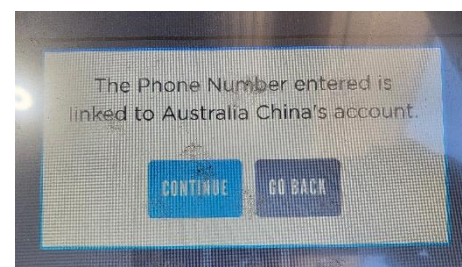 The Phone Number entered is
linked to Australia China's account.
CONTINUE GO BACK